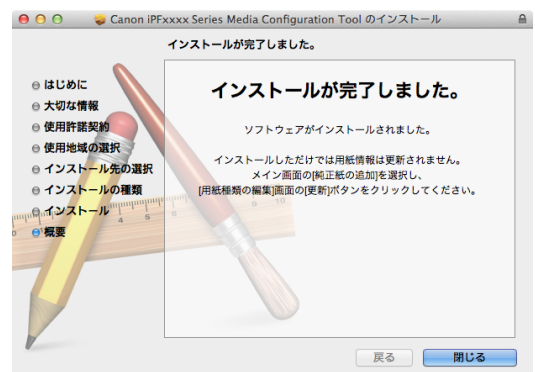 Canon iPFxxxx Series Media Configuration Tool のインストール
インストールが完了しました。
はじめに
大切な情報
使用許諾契約
使用地域の選択
インストール先の選択
インストールの種類
インストール
概要
インストールが完了しました。
ソフトウェアがインストールされました。
インストールしただけでは用紙情報は更新されません。
メイン画面の[純正紙の追加]を選択し、
[用紙種類の編集]画面の[更新]ボタンをクリックしてください。
4 5 6 9 10
戻る
閉じる